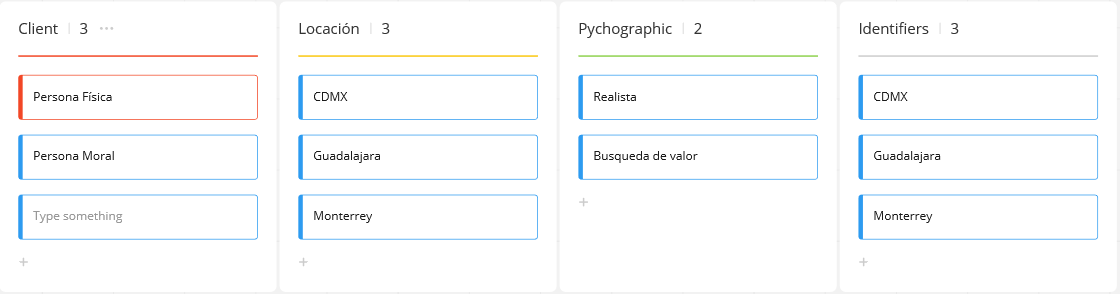 Client 3 ...
Locación 3
Pychographic 2
Identifiers 3
Persona Física
CDMX
Realista
CDMX
Persona Moral
Guadalajara
Busqueda de valor
Guadalajara
Type something
Monterrey
Monterrey
+
+
+
+